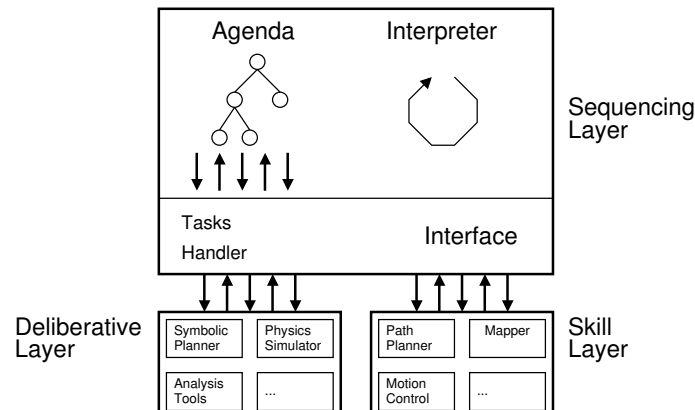 Agenda
Interpreter
Sequencing
Layer
Tasks
Handler
Interface
Deliberative
Layer
Symbolic
Planner
Physics
Simulator
Analysis
Tools
...
Path
Planner
Mapper
Motion
Control
...
Skill
Layer